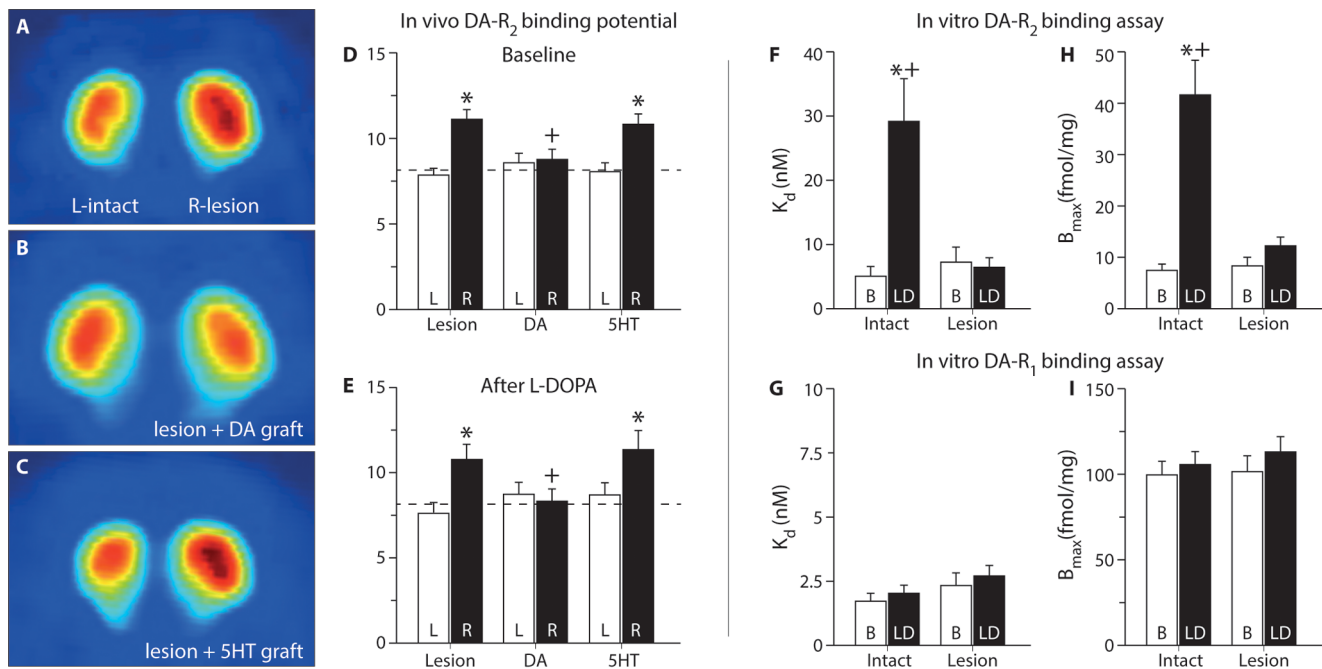 A
L-intact R-lesion
B
lesion + DA graft
C
lesion + 5HT graft
In vivo DA-R2 binding potential
D
Baseline
15
10
5
0
L R L R L R
* + *
Lesion DA 5HT
E
After L-DOPA
15
10
5
0
L R L R L R
* + *
Lesion DA 5HT
In vitro DA-R2 binding assay
F
Kd (nM)
40
30
20
10
0
*+
B LD B LD
Intact Lesion
H
Bmax(fmol/mg)
50
40
30
20
10
0
*+
B LD B LD
Intact Lesion
In vitro DA-R1 binding assay
G
Kd (nM)
10
7.5
5
2.5
0
B LD B LD
Intact Lesion
I
Bmax(fmol/mg)
150
100
50
0
B LD B LD
Intact Lesion